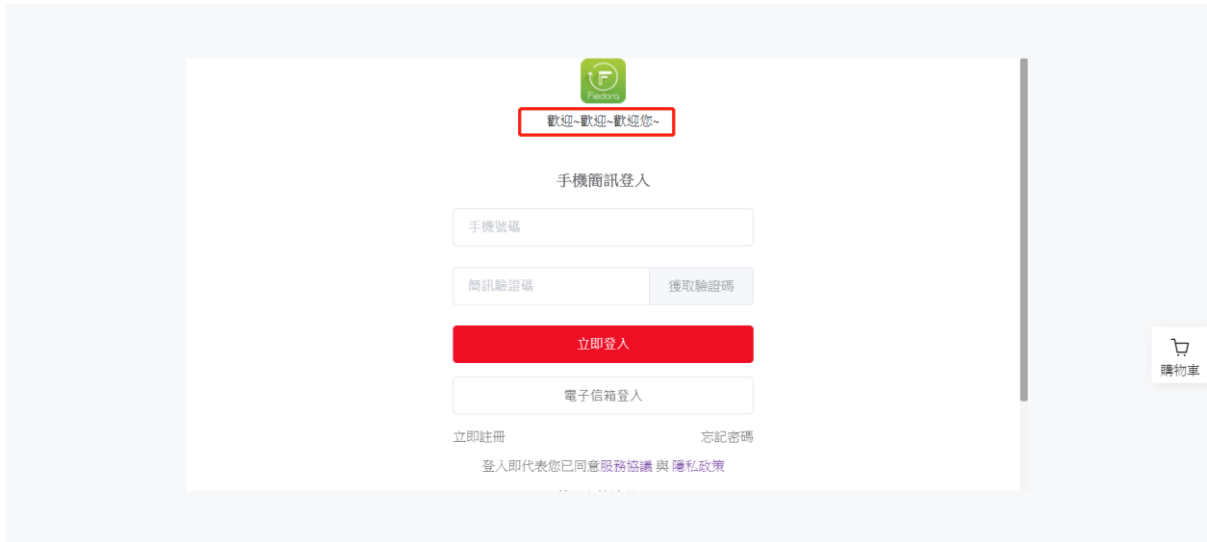 Fiedora
歡迎~歡迎~歡迎您~
手機簡訊登入
手機號碼
簡訊驗證碼 獲取驗證碼
立即登入
購物車
電子信箱登入
立即註冊 忘記密碼
登入即代表您已同意服務協議 與 隱私政策